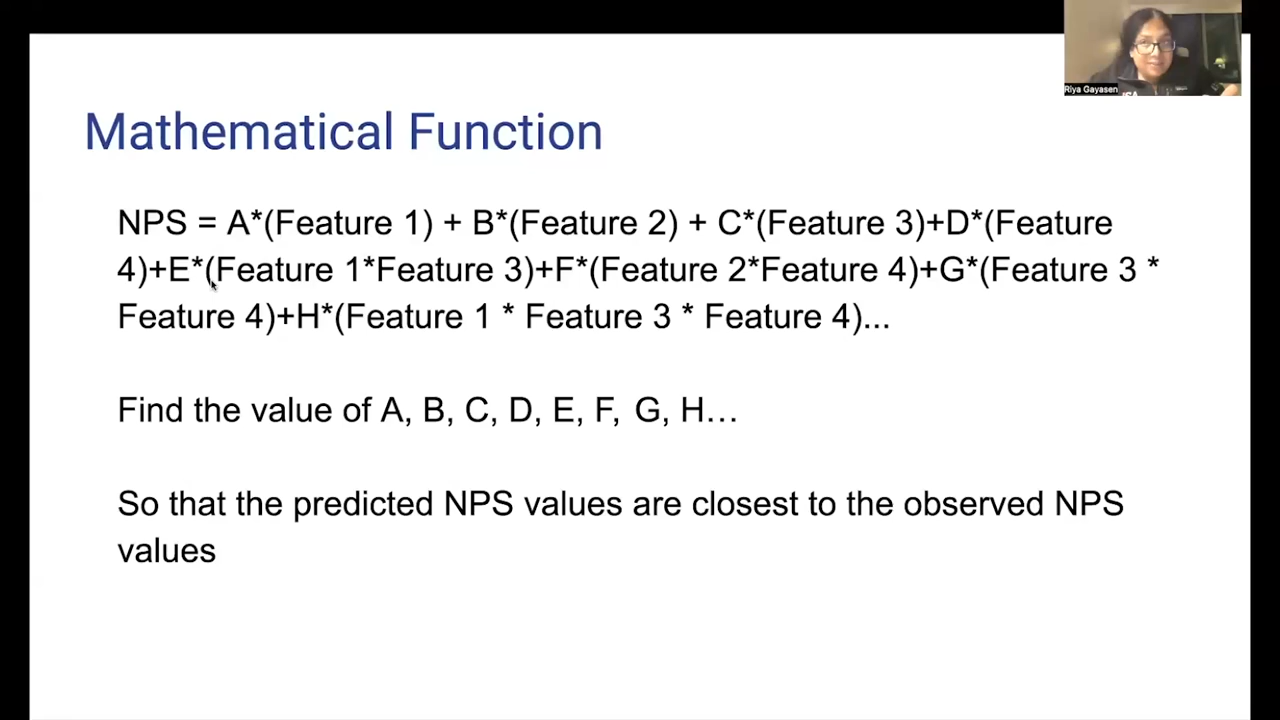 Riya Gayasen
Mathematical Function
NPS = A*(Feature 1) + B*(Feature 2) + C*(Feature 3)+D*(Feature
4)+E*(Feature 1*Feature 3)+F*(Feature 2*Feature 4)+G*(Feature 3 *
Feature 4)+H*(Feature 1 * Feature 3 * Feature 4)...
Find the value of A, B, C, D, E, F, G, H…
So that the predicted NPS values are closest to the observed NPS
values